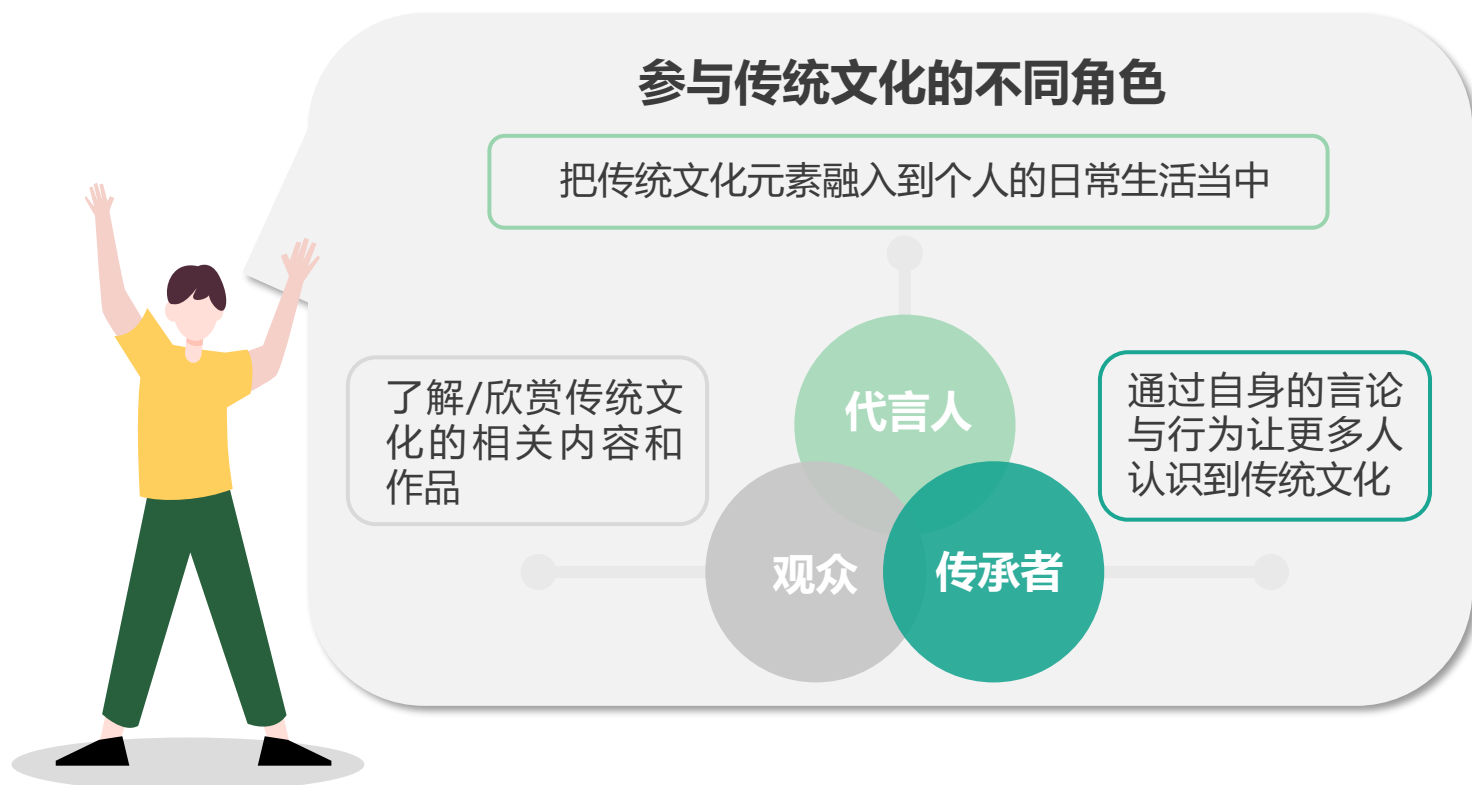 参与传统文化的不同角色
把传统文化元素融入到个人的日常生活当中
了解/欣赏传统文
化的相关内容和
作品
代言人
通过自身的言论
与行为让更多人
认识到传统文化
观众
传承者